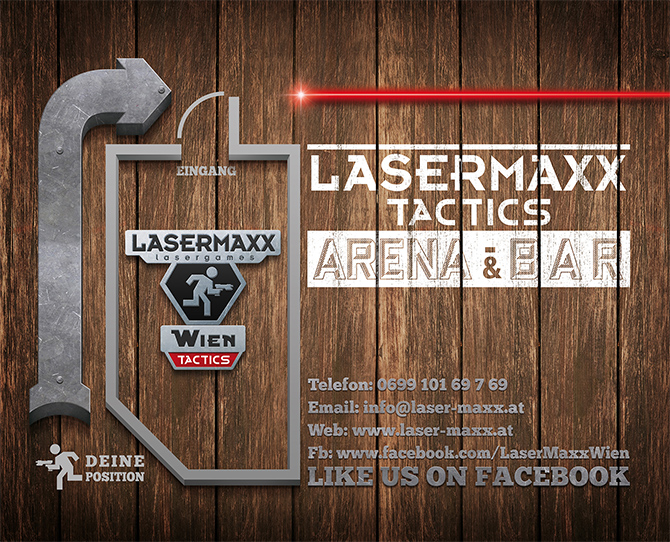 EINGANG
LASERMAXX
lasergames
WIEN
TACTICS
DEINE
POSITION
LASERMAXX
TACTICS
ARENA & BAR
Telefon: 0699 101 69 7 69
Email: info@laser-maxx.at
Web: www.laser-maxx.at
Fb: www.facebook.com/LaserMaxxWien
LIKE US ON FACEBOOK